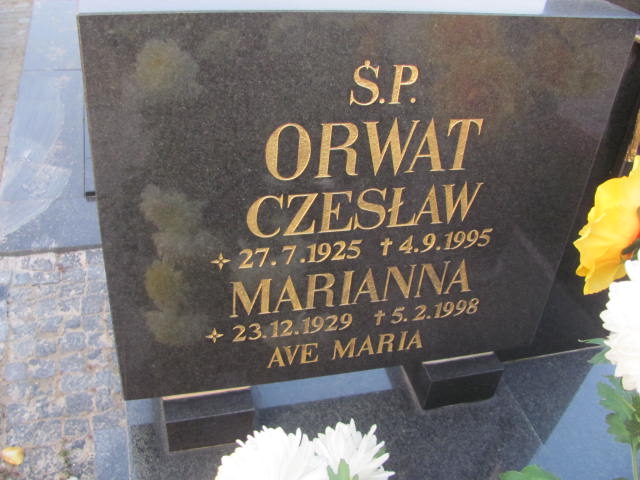 Ś.P.
ORWAT
CZESŁAW
✦ 27.7.1925 † 4.9.1995
MARIANNA
✦ 23.12.1929 † 5.2.1998
AVE MARIA